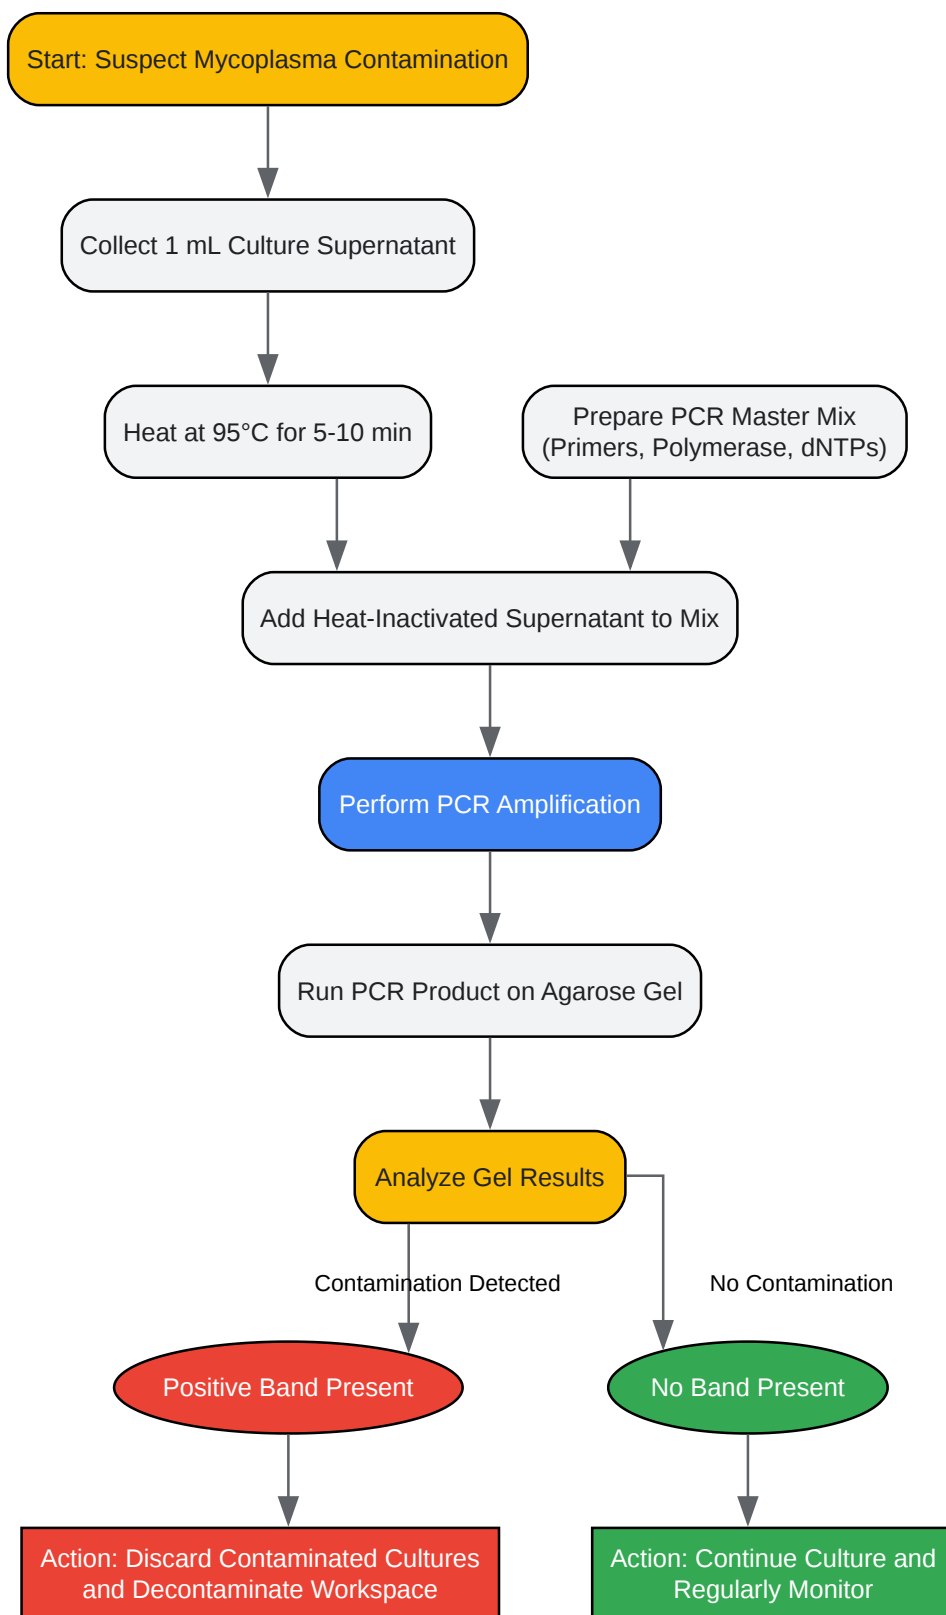 Start: Suspect Mycoplasma Contamination
Collect 1 mL Culture Supernatant
Heat at 95°C for 5-10 min
Prepare PCR Master Mix
(Primers, Polymerase, dNTPs)
Add Heat-Inactivated Supernatant to Mix
Perform PCR Amplification
Run PCR Product on Agarose Gel
Analyze Gel Results
Contamination Detected
No Contamination
Positive Band Present
No Band Present
Action: Discard Contaminated Cultures
and Decontaminate Workspace
Action: Continue Culture and
Regularly Monitor